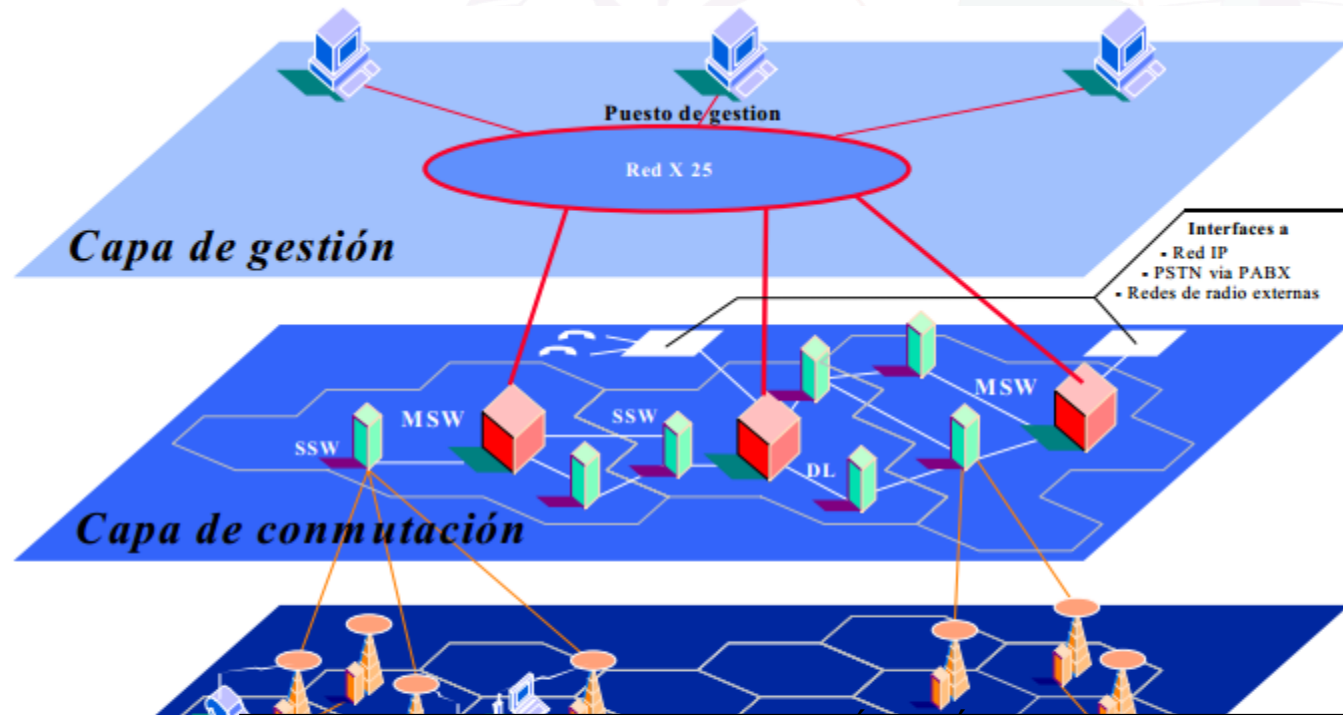 Puesto de gestion
Red X 25
Capa de gestión
Interfaces a
- Red IP
- PSTN via PABX
- Redes de radio externas
MSW
SSW
MSW
SSW
DL
Capa de conmutación